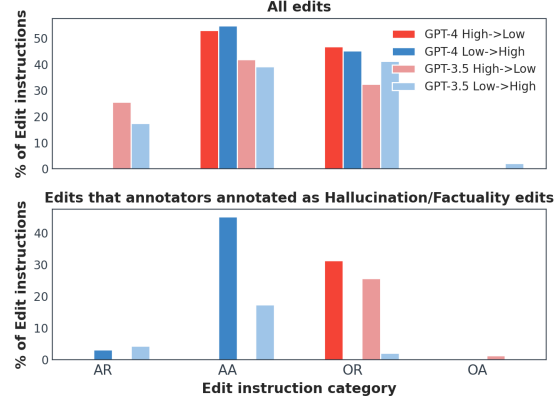 All edits
% of Edit instructions
50
40
30
20
10
0
GPT-4 High->Low
GPT-4 Low->High
GPT-3.5 High->Low
GPT-3.5 Low->High
Edits that annotators annotated as Hallucination/Factuality edits
% of Edit instructions
40
30
20
10
0
AR AA OR OA
Edit instruction category